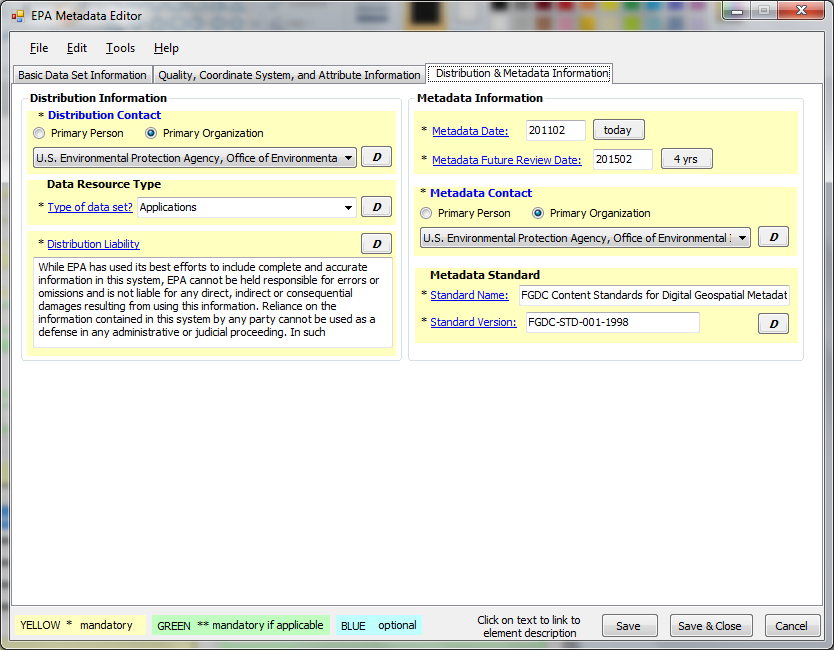 EPA Metadata Editor
File Edit Tools Help
Basic Data Set Information Quality, Coordinate System, and Attribute Information Distribution & Metadata Information
Distribution Information
* Distribution Contact
Primary Person Primary Organization
U.S. Environmental Protection Agency, Office of Environmenta D
Data Resource Type
* Type of data set? Applications D
* Distribution Liability D
While EPA has used its best efforts to include complete and accurate
information in this system, EPA cannot be held responsible for errors or
omissions and is not liable for any direct, indirect or consequential
damages resulting from using this information. Reliance on the
information contained in this system by any party cannot be used as a
defense in any administrative or judicial proceeding. In such
Metadata Information
* Metadata Date: 201102 today
* Metadata Future Review Date: 201502 4 yrs
* Metadata Contact
Primary Person Primary Organization
U.S. Environmental Protection Agency, Office of Environmental D
Metadata Standard
* Standard Name: FGDC Content Standards for Digital Geospatial Metadat
* Standard Version: FGDC-STD-001-1998 D
YELLOW * mandatory GREEN ** mandatory if applicable BLUE optional
Click on text to link to
element description
Save Save & Close Cancel